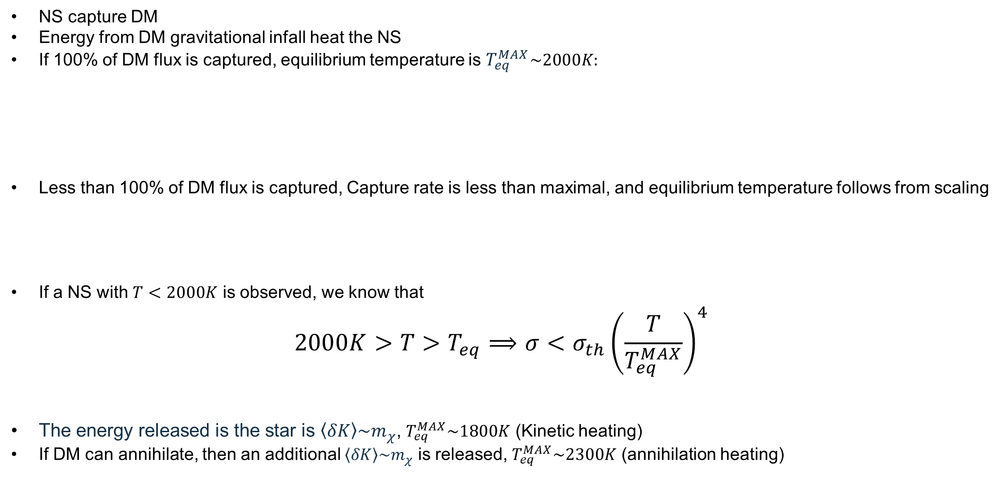 • NS capture DM
• Energy from DM gravitational infall heat the NS
• If 100% of DM flux is captured, equilibrium temperature is $T_{eq}^{MAX}$~2000K:
• Less than 100% of DM flux is captured, Capture rate is less than maximal, and equilibrium temperature follows from scaling
• If a NS with $T < 2000K$ is observed, we know that
$2000K > T > T_{eq} \Longrightarrow \sigma < \sigma_{th} \left( \frac{T}{T_{eq}^{MAX}} \right)^4$
• The energy released is the star is $\langle \delta K \rangle$~$m_\chi$, $T_{eq}^{MAX}$~1800K (Kinetic heating)
• If DM can annihilate, then an additional $\langle \delta K \rangle$~$m_\chi$ is released, $T_{eq}^{MAX}$~2300K (annihilation heating)